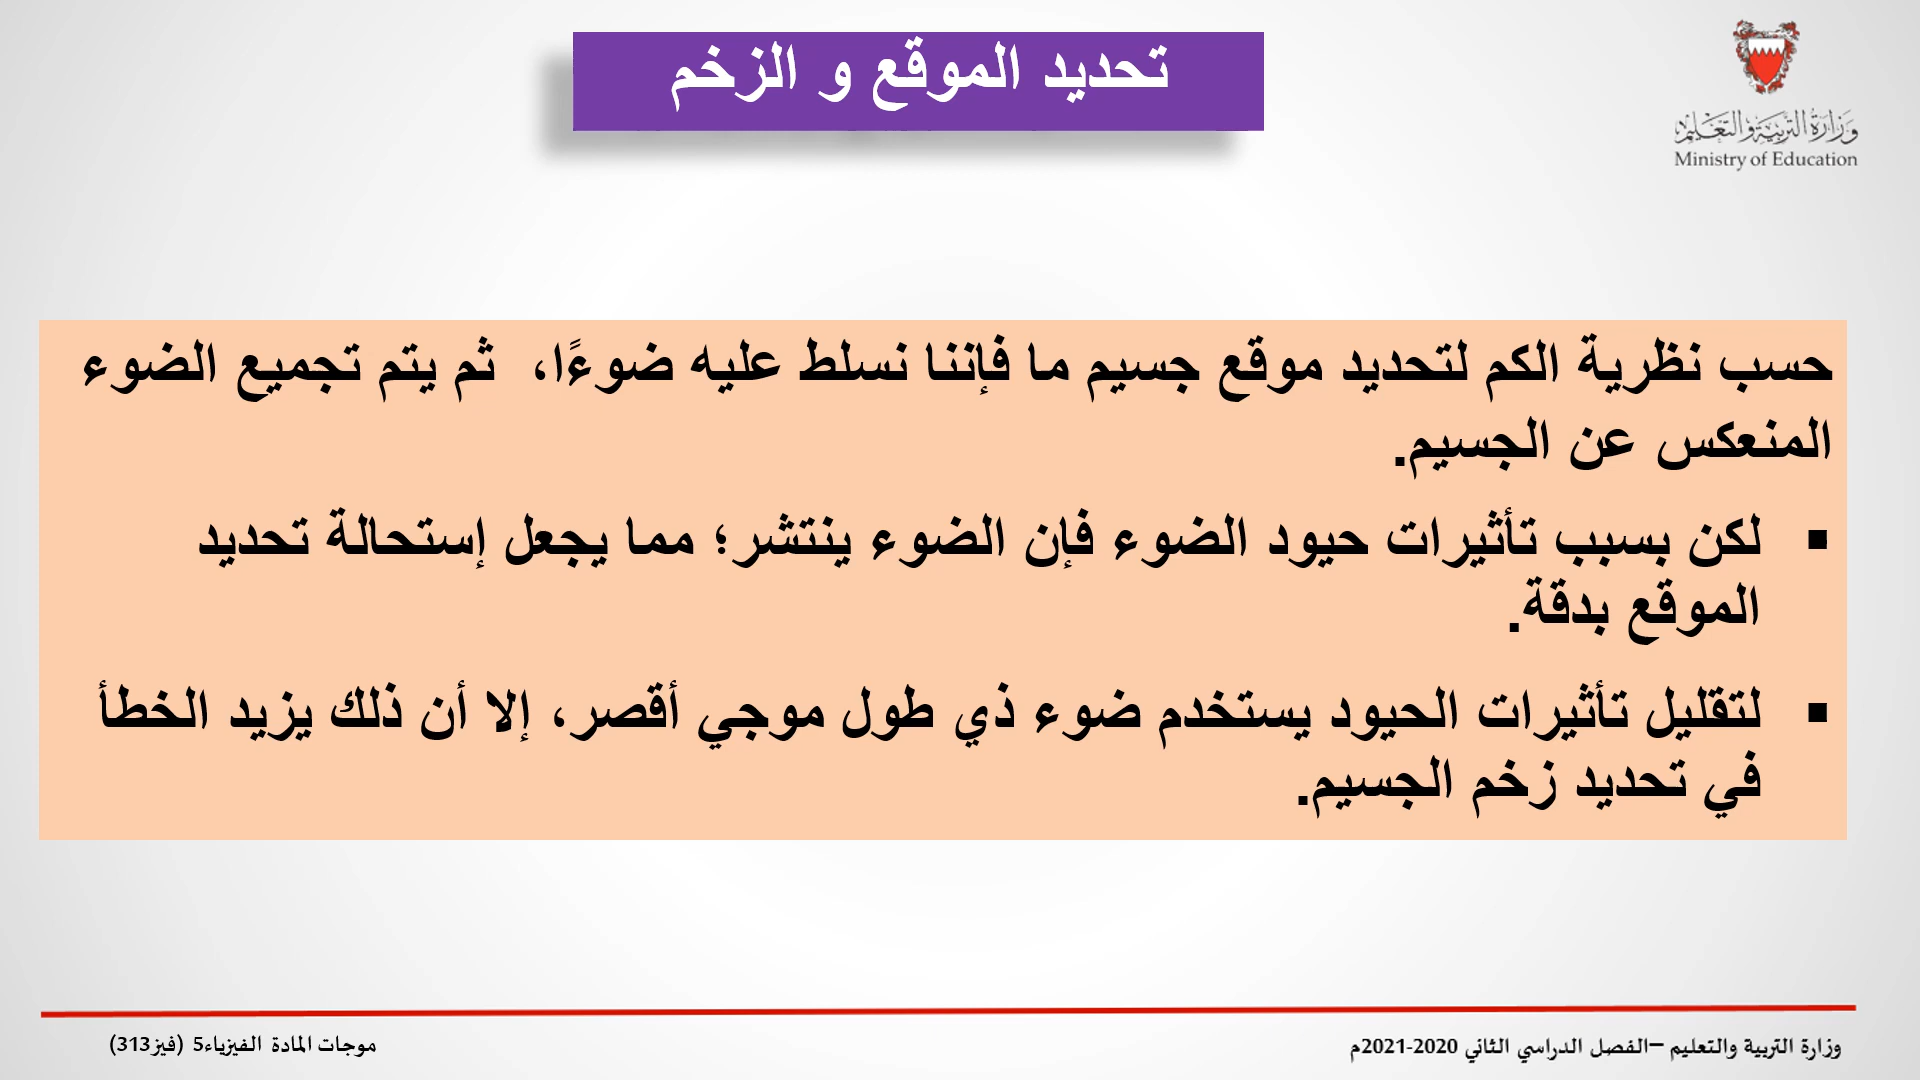 تحديد الموقع و الزخم
وزارة التربية والتعليم
Ministry of Education
حسب نظرية الكم لتحديد موقع جسيم ما فإننا نسلط عليه ضوءًا، ثم يتم تجميع الضوء
المنعكس عن الجسيم.
▪ لكن بسبب تأثيرات حيود الضوء فإن الضوء ينتشر؛ مما يجعل إستحالة تحديد
الموقع بدقة.
▪ لتقليل تأثيرات الحيود يستخدم ضوء ذي طول موجي أقصر، إلا أن ذلك يزيد الخطأ
في تحديد زخم الجسيم.
وزارة التربية والتعليم –الفصل الدراسي الثاني 2020-2021م
موجات المادة الفيزياء5 (فيز313)